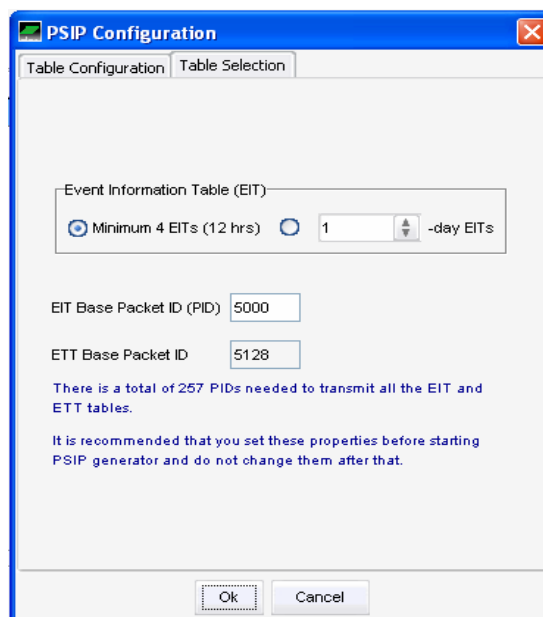 PSIP Configuration
Table Configuration Table Selection
Event Information Table (EIT)
Minimum 4 EITs (12 hrs) 1 -day EITs
EIT Base Packet ID (PID) 5000
ETT Base Packet ID 5128
There is a total of 257 PIDs needed to transmit all the EIT and
ETT tables.
It is recommended that you set these properties before starting
PSIP generator and do not change them after that.
Ok Cancel